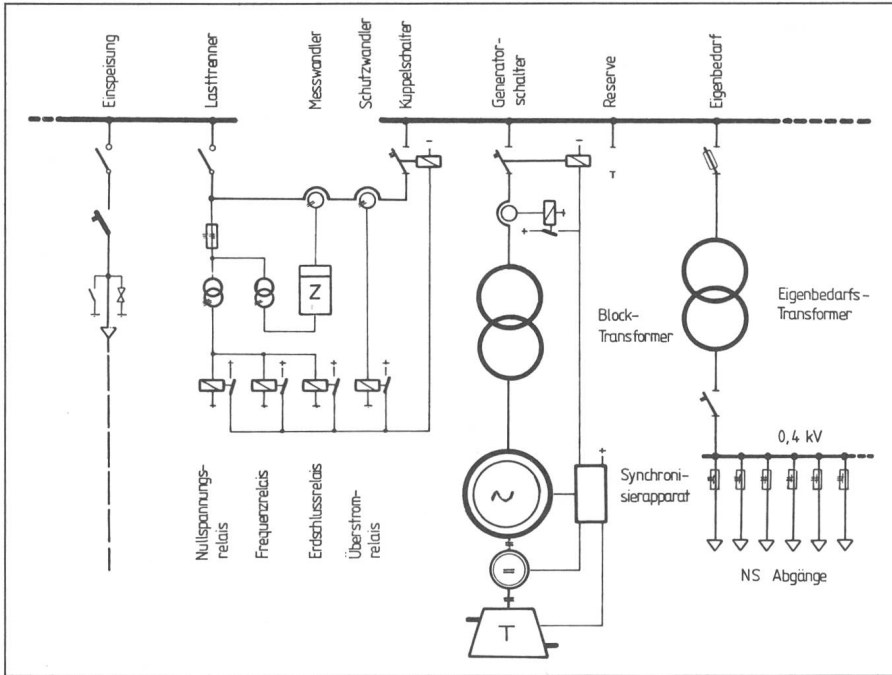 Einspeisung
Lasttrenner
Messwandler
Schutzwandler
Kuppelschalter
Generator-
schalter
Reserve
Eigenbedarf
Z
Block-
Transformer
Eigenbedarfs-
Transformer
0,4 kV
Synchroni-
sierapparat
NS Abgänge
T
Nullspannungs-
relais
Frequenzrelais
Erdschlussrelais
Überstrom-
relais